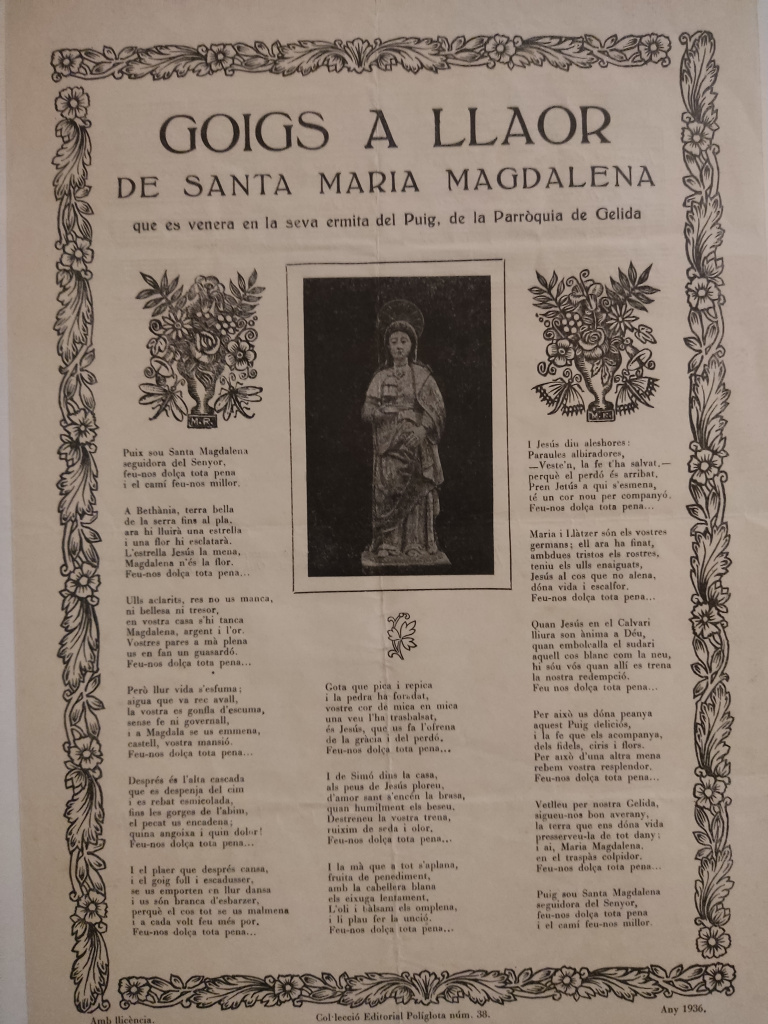 GOIGS A LLAOR
DE SANTA MARIA MAGDALENA
que es venera en la seva ermita del Puig, de la Parròquia de Gelida
M. R.
M. R.
Puix sou Santa Magdalena
seguidora del Senyor,
feu-nos dolça tota pena
i el camí feu-nos millor.
A Bethània, terra bella
de la serra fins al pla,
ara hi lluirà una estrella
i una flor hi esclatarà.
L'estrella Jesús la mena,
Magdalena n'és la flor.
Feu-nos dolça tota pena...
Ulls aclarits, res no us manca,
ni bellesa ni tresor,
en vostra casa s'hi tanca
Magdalena, argent i l'or.
Vostres pares a mà plena
us en fan un guasardó.
Feu-nos dolça tota pena...
Però llur vida s'esfuma;
aigua que va rec avall,
la vostra es gonfla d'escuma,
sense fe ni governall,
i a Magdala se us emmena,
castell, vostra mansió.
Feu-nos dolça tota pena...
Després és l'alta cascada
que es despenja del cim
i es rebat esmicolada,
fins les gorges de l'abim,
el pecat us encadena;
quina angoixa i quin dolor!
Feu-nos dolça tota pena...
I el plaer que després cansa,
i el goig foll i escadusser,
se us emporten en llur dansa
i us són branca d'esbarzer,
perquè el cos tot se us malmena
i a cada volt feu més por.
Feu-nos dolça tota pena...
Gota que pica i repica
i la pedra ha foradat,
vostre cor de mica en mica
una veu l'ha trasbalsat,
és Jesús, que us fa l'ofrena
de la gràcia i del perdó.
Feu-nos dolça tota pena...
I de Simó dins la casa,
als peus de Jesús ploreu,
d'amor sant s'encén la brasa,
quan humilment els beseu.
Destreneu la vostra trena,
ruixim de seda i olor.
Feu-nos dolça tota pena...
I la mà que a tot s'aplana,
fruita de penediment,
amb la cabellera blana
els eixuga lentament.
L'oli i bàlsam els omplena,
i li plau fer la unció.
Feu-nos dolça tota pena...
I Jesús diu aleshores:
Paraules albiradores,
—Veste'n, la fe t'ha salvat,—
perquè el perdó és arribat.
Pren Jesús a qui s'esmena,
té un cor nou per companyó.
Feu-nos dolça tota pena...
Maria i Llàtzer són els vostres
germans; ell ara ha finat,
ambdues tristos els rostres,
teniu els ulls enaiguats,
Jesús al cos que no alena,
dóna vida i escalfor.
Feu-nos dolça tota pena...
Quan Jesús en el Calvari
lliura son ànima a Déu,
quan embolcalla el sudari
aquell cos blanc com la neu,
hi sóu vós quan allí es trena
la nostra redempció.
Feu nos dolça tota pena...
Per això us dóna peanya
aquest Puig deliciós,
i la fe que els acompanya,
dels fidels, ciris i flors.
Per això d'una altra mena
rebem vostra resplendor.
Feu-nos dolça tota pena...
Vetlleu per nostra Gelida,
sigueu-nos bon averany,
la terra que ens dóna vida
preserveu-la de tot dany;
i ai, Maria Magdalena,
en el traspàs colpidor.
Feu-nos dolça tota pena...
Puig sou Santa Magdalena
seguidora del Senyor,
feu-nos dolça tota pena
i el camí feu-nos millor.
Amb llicència.
Col·lecció Editorial Políglota núm. 38.
Any 1936.